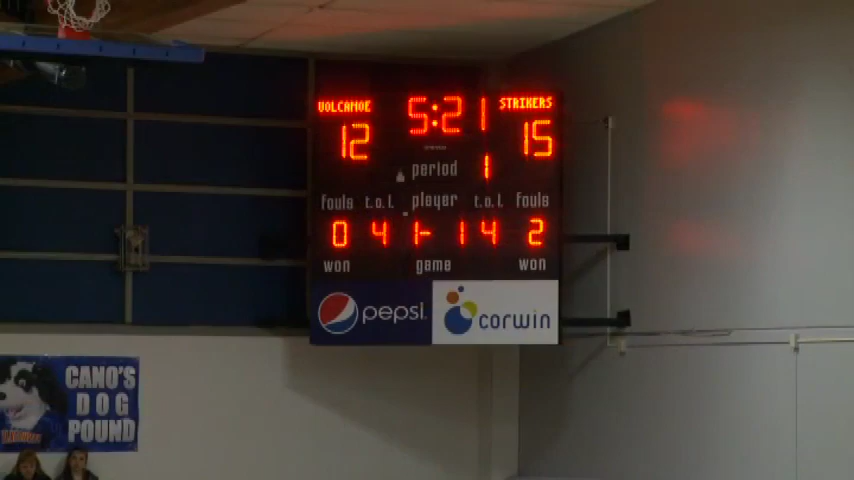 VOLCANOE 5:21 STRIKERS
12 15
period 1
fouls t.o.l. player t.o.l. fouls
0 4 1- 1 4 2
won game won
pepsi corwin
CANO'S
DOG
POUND